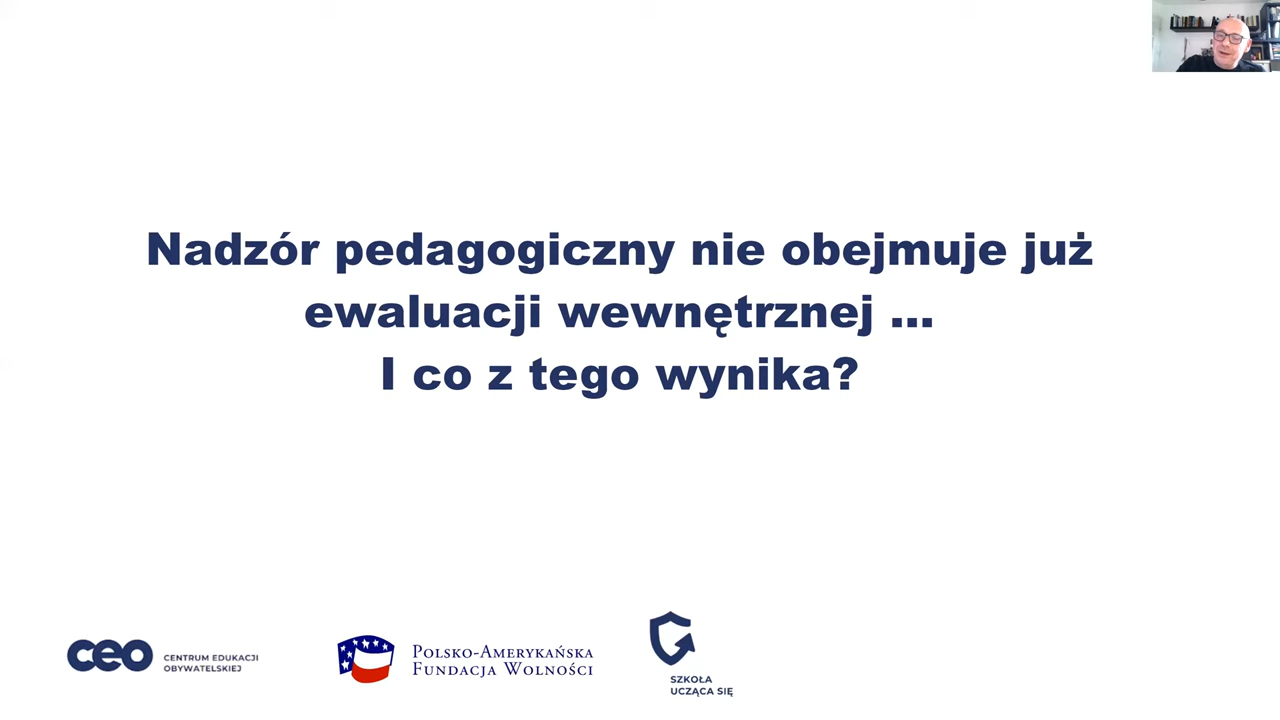 Nadzór pedagogiczny nie obejmuje już
ewaluacji wewnętrznej ...
I co z tego wynika?
ceo
CENTRUM EDUKACJI
OBYWATELSKIEJ
POLSKO-AMERYKAŃSKA
FUNDACJA WOLNOŚCI
SZKOŁA
UCZĄCA SIĘ